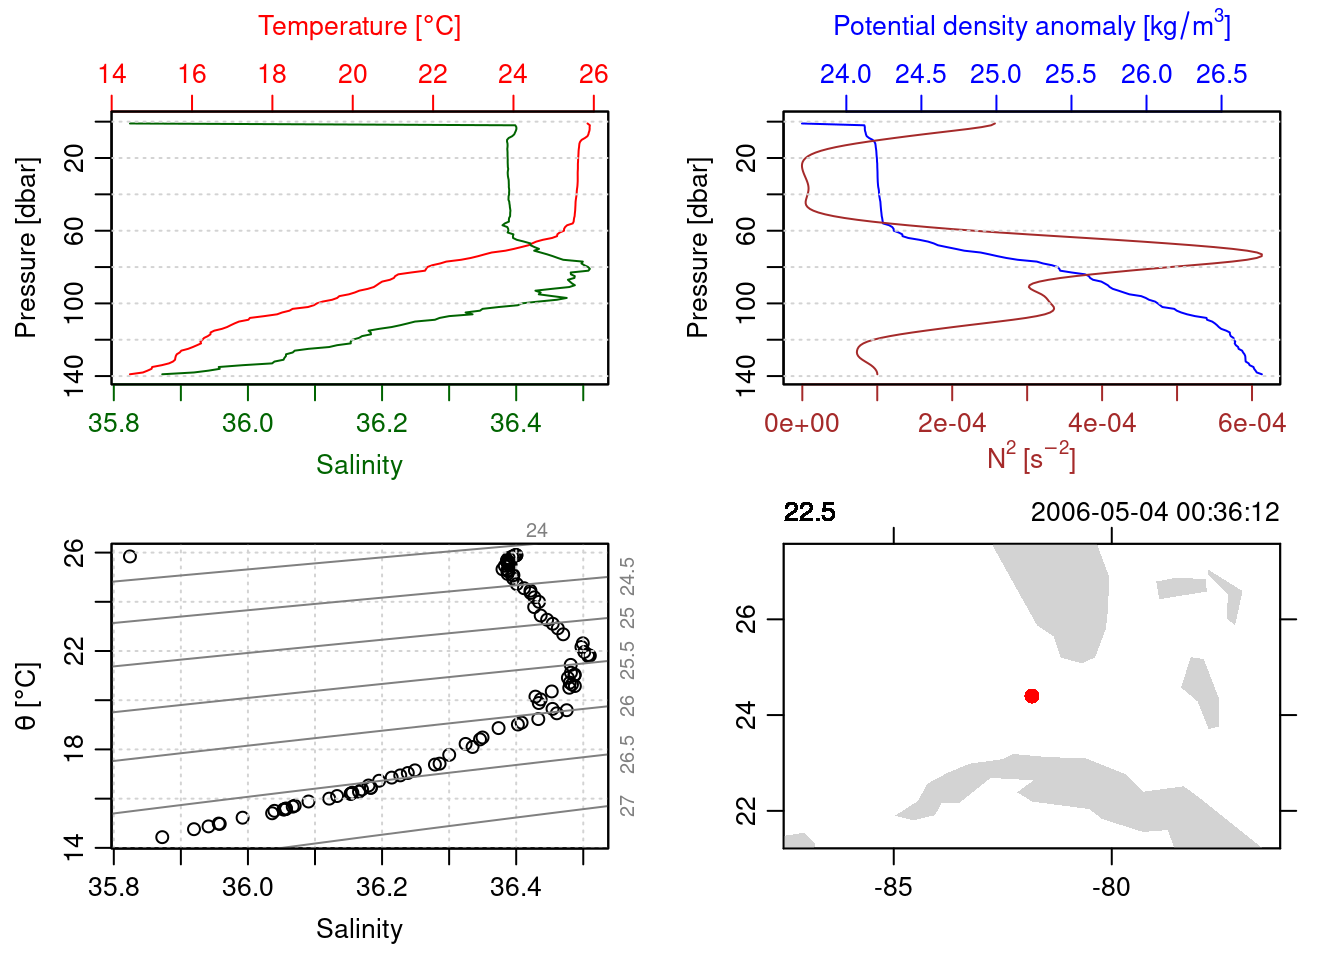 Temperature [°C]
14 16 18 20 22 24 26
Pressure [dbar]
20
60
100
140
35.8 36.0 36.2 36.4
Salinity
Potential density anomaly [kg/m³]
24.0 24.5 25.0 25.5 26.0 26.5
Pressure [dbar]
20
60
100
140
0e+00 2e-04 4e-04 6e-04
N² [s⁻²]
24
θ [°C]
26
22
18
14
24.5
25
25.5
26
26.5
27
35.8 36.0 36.2 36.4
Salinity
22.5 2006-05-04 00:36:12
26
24
22
-85 -80